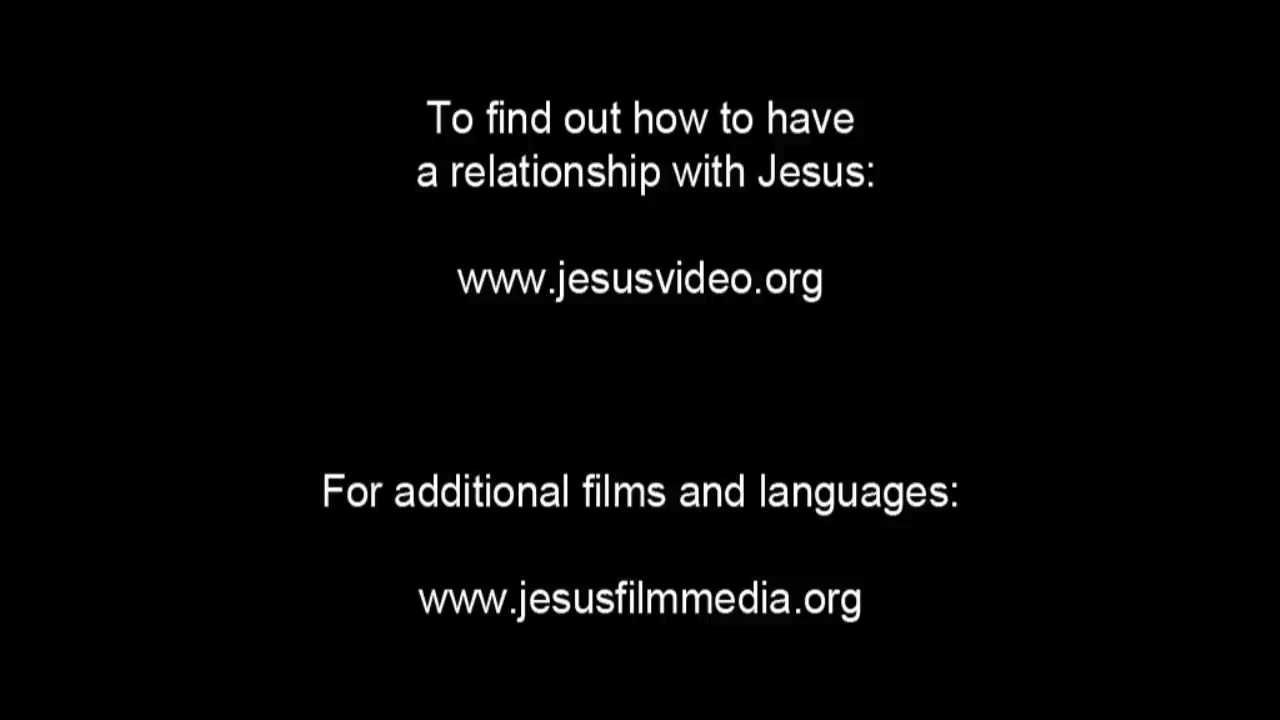 To find out how to have
a relationship with Jesus:
www.jesusvideo.org
For additional films and languages:
www.jesusfilmmedia.org